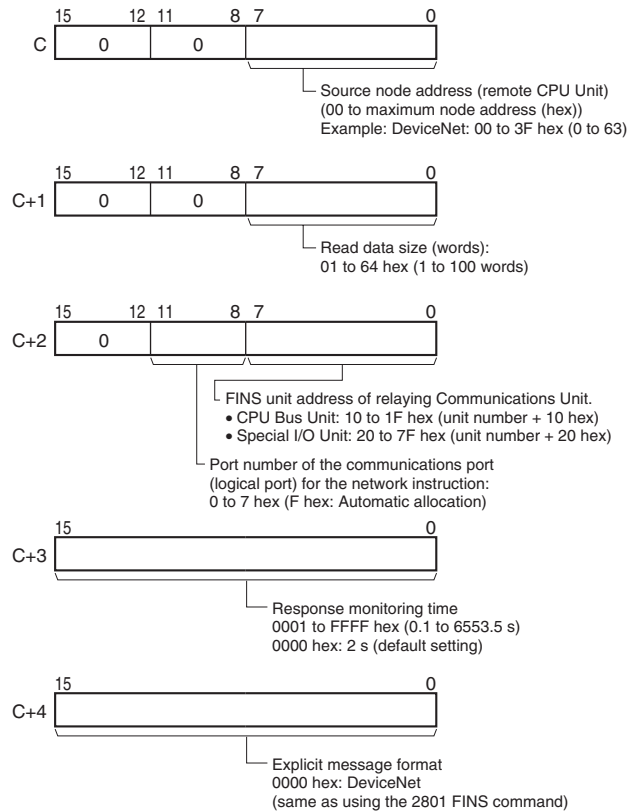 15 12 11 8 7 0
C 0 0
Source node address (remote CPU Unit)
(00 to maximum node address (hex))
Example: DeviceNet: 00 to 3F hex (0 to 63)
15 12 11 8 7 0
C+1 0 0
Read data size (words):
01 to 64 hex (1 to 100 words)
15 12 11 8 7 0
C+2 0
FINS unit address of relaying Communications Unit.
• CPU Bus Unit: 10 to 1F hex (unit number + 10 hex)
• Special I/O Unit: 20 to 7F hex (unit number + 20 hex)
Port number of the communications port
(logical port) for the network instruction:
0 to 7 hex (F hex: Automatic allocation)
15 0
C+3
Response monitoring time
0001 to FFFF hex (0.1 to 6553.5 s)
0000 hex: 2 s (default setting)
15 0
C+4
Explicit message format
0000 hex: DeviceNet
(same as using the 2801 FINS command)